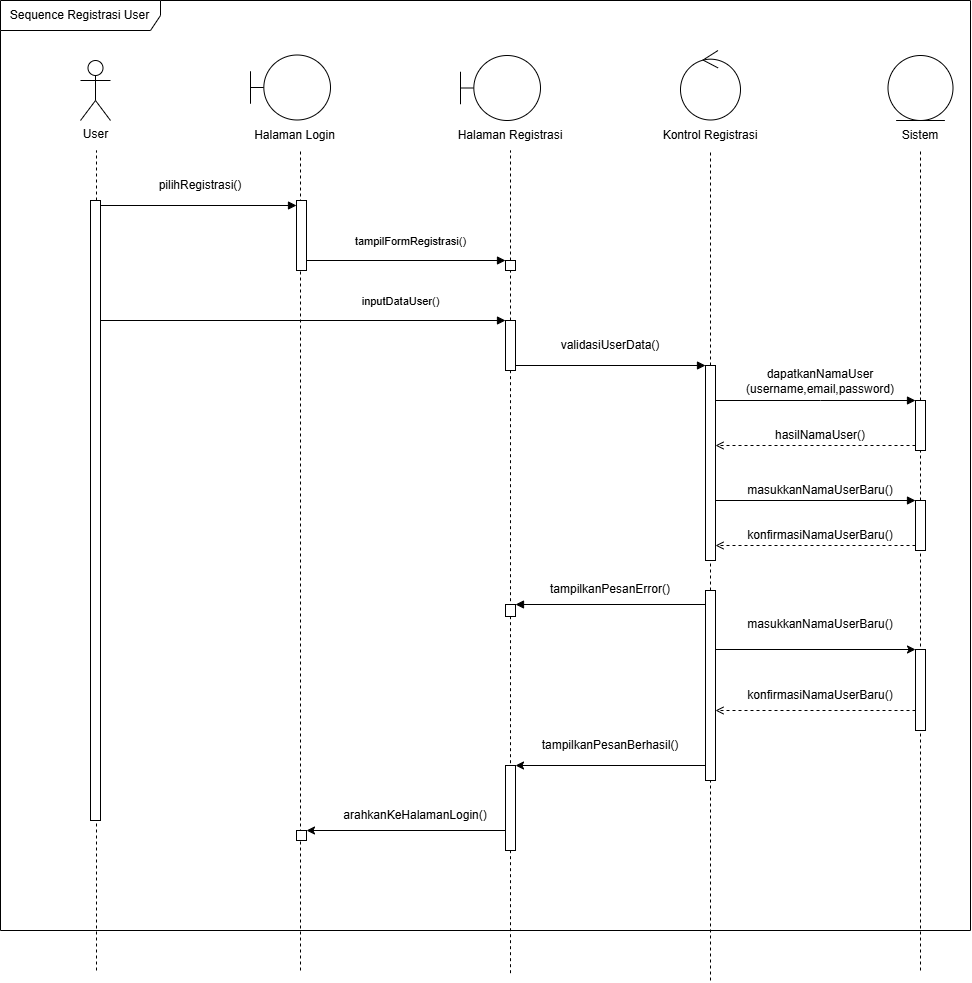 Sequence Registrasi User
User
Halaman Login
Halaman Registrasi
Kontrol Registrasi
Sistem
pilihRegistrasi()
tampilFormRegistrasi()
inputDataUser()
validasiUserData()
dapatkanNamaUser
(username,email,password)
hasilNamaUser()
masukkanNamaUserBaru()
konfirmasiNamaUserBaru()
tampilkanPesanError()
masukkanNamaUserBaru()
konfirmasiNamaUserBaru()
tampilkanPesanBerhasil()
arahkanKeHalamanLogin()